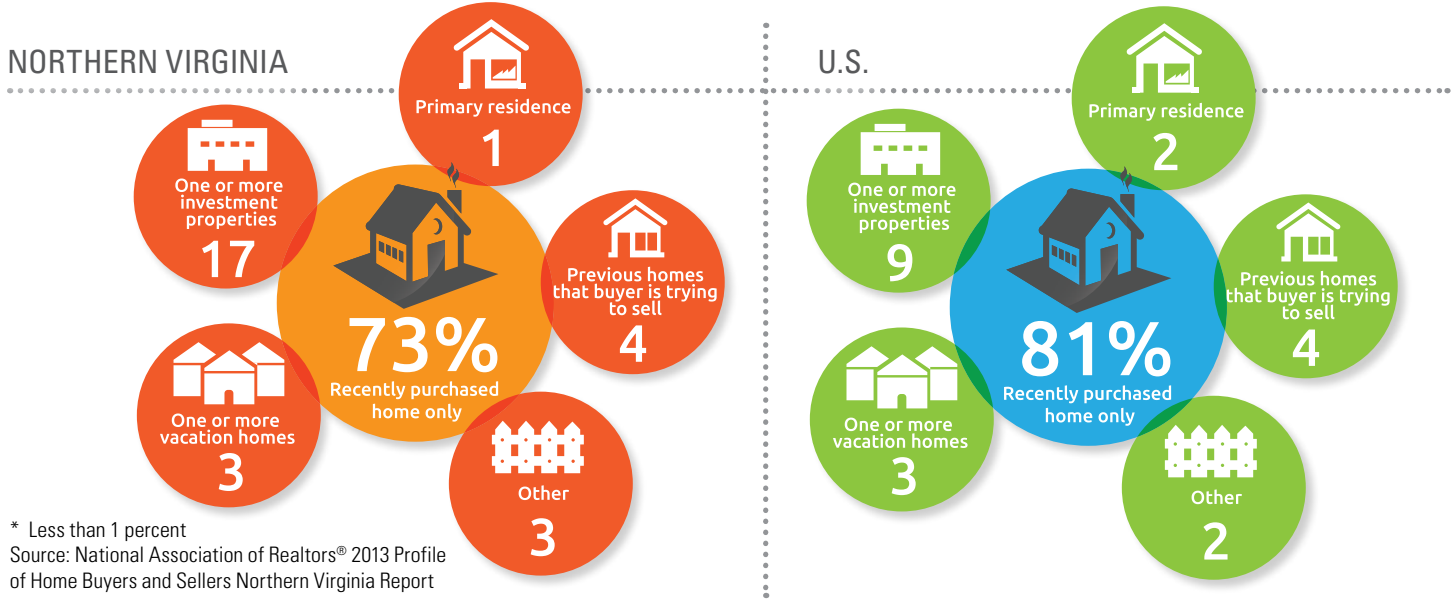 NORTHERN VIRGINIA
Primary residence
1
One or more
investment
properties
17
Previous homes
that buyer is trying
to sell
4
73%
Recently purchased
home only
One or more
vacation homes
3
Other
3
* Less than 1 percent
Source: National Association of Realtors® 2013 Profile
of Home Buyers and Sellers Northern Virginia Report
U.S.
Primary residence
2
One or more
investment
properties
9
Previous homes
that buyer is trying
to sell
4
81%
Recently purchased
home only
One or more
vacation homes
3
Other
2